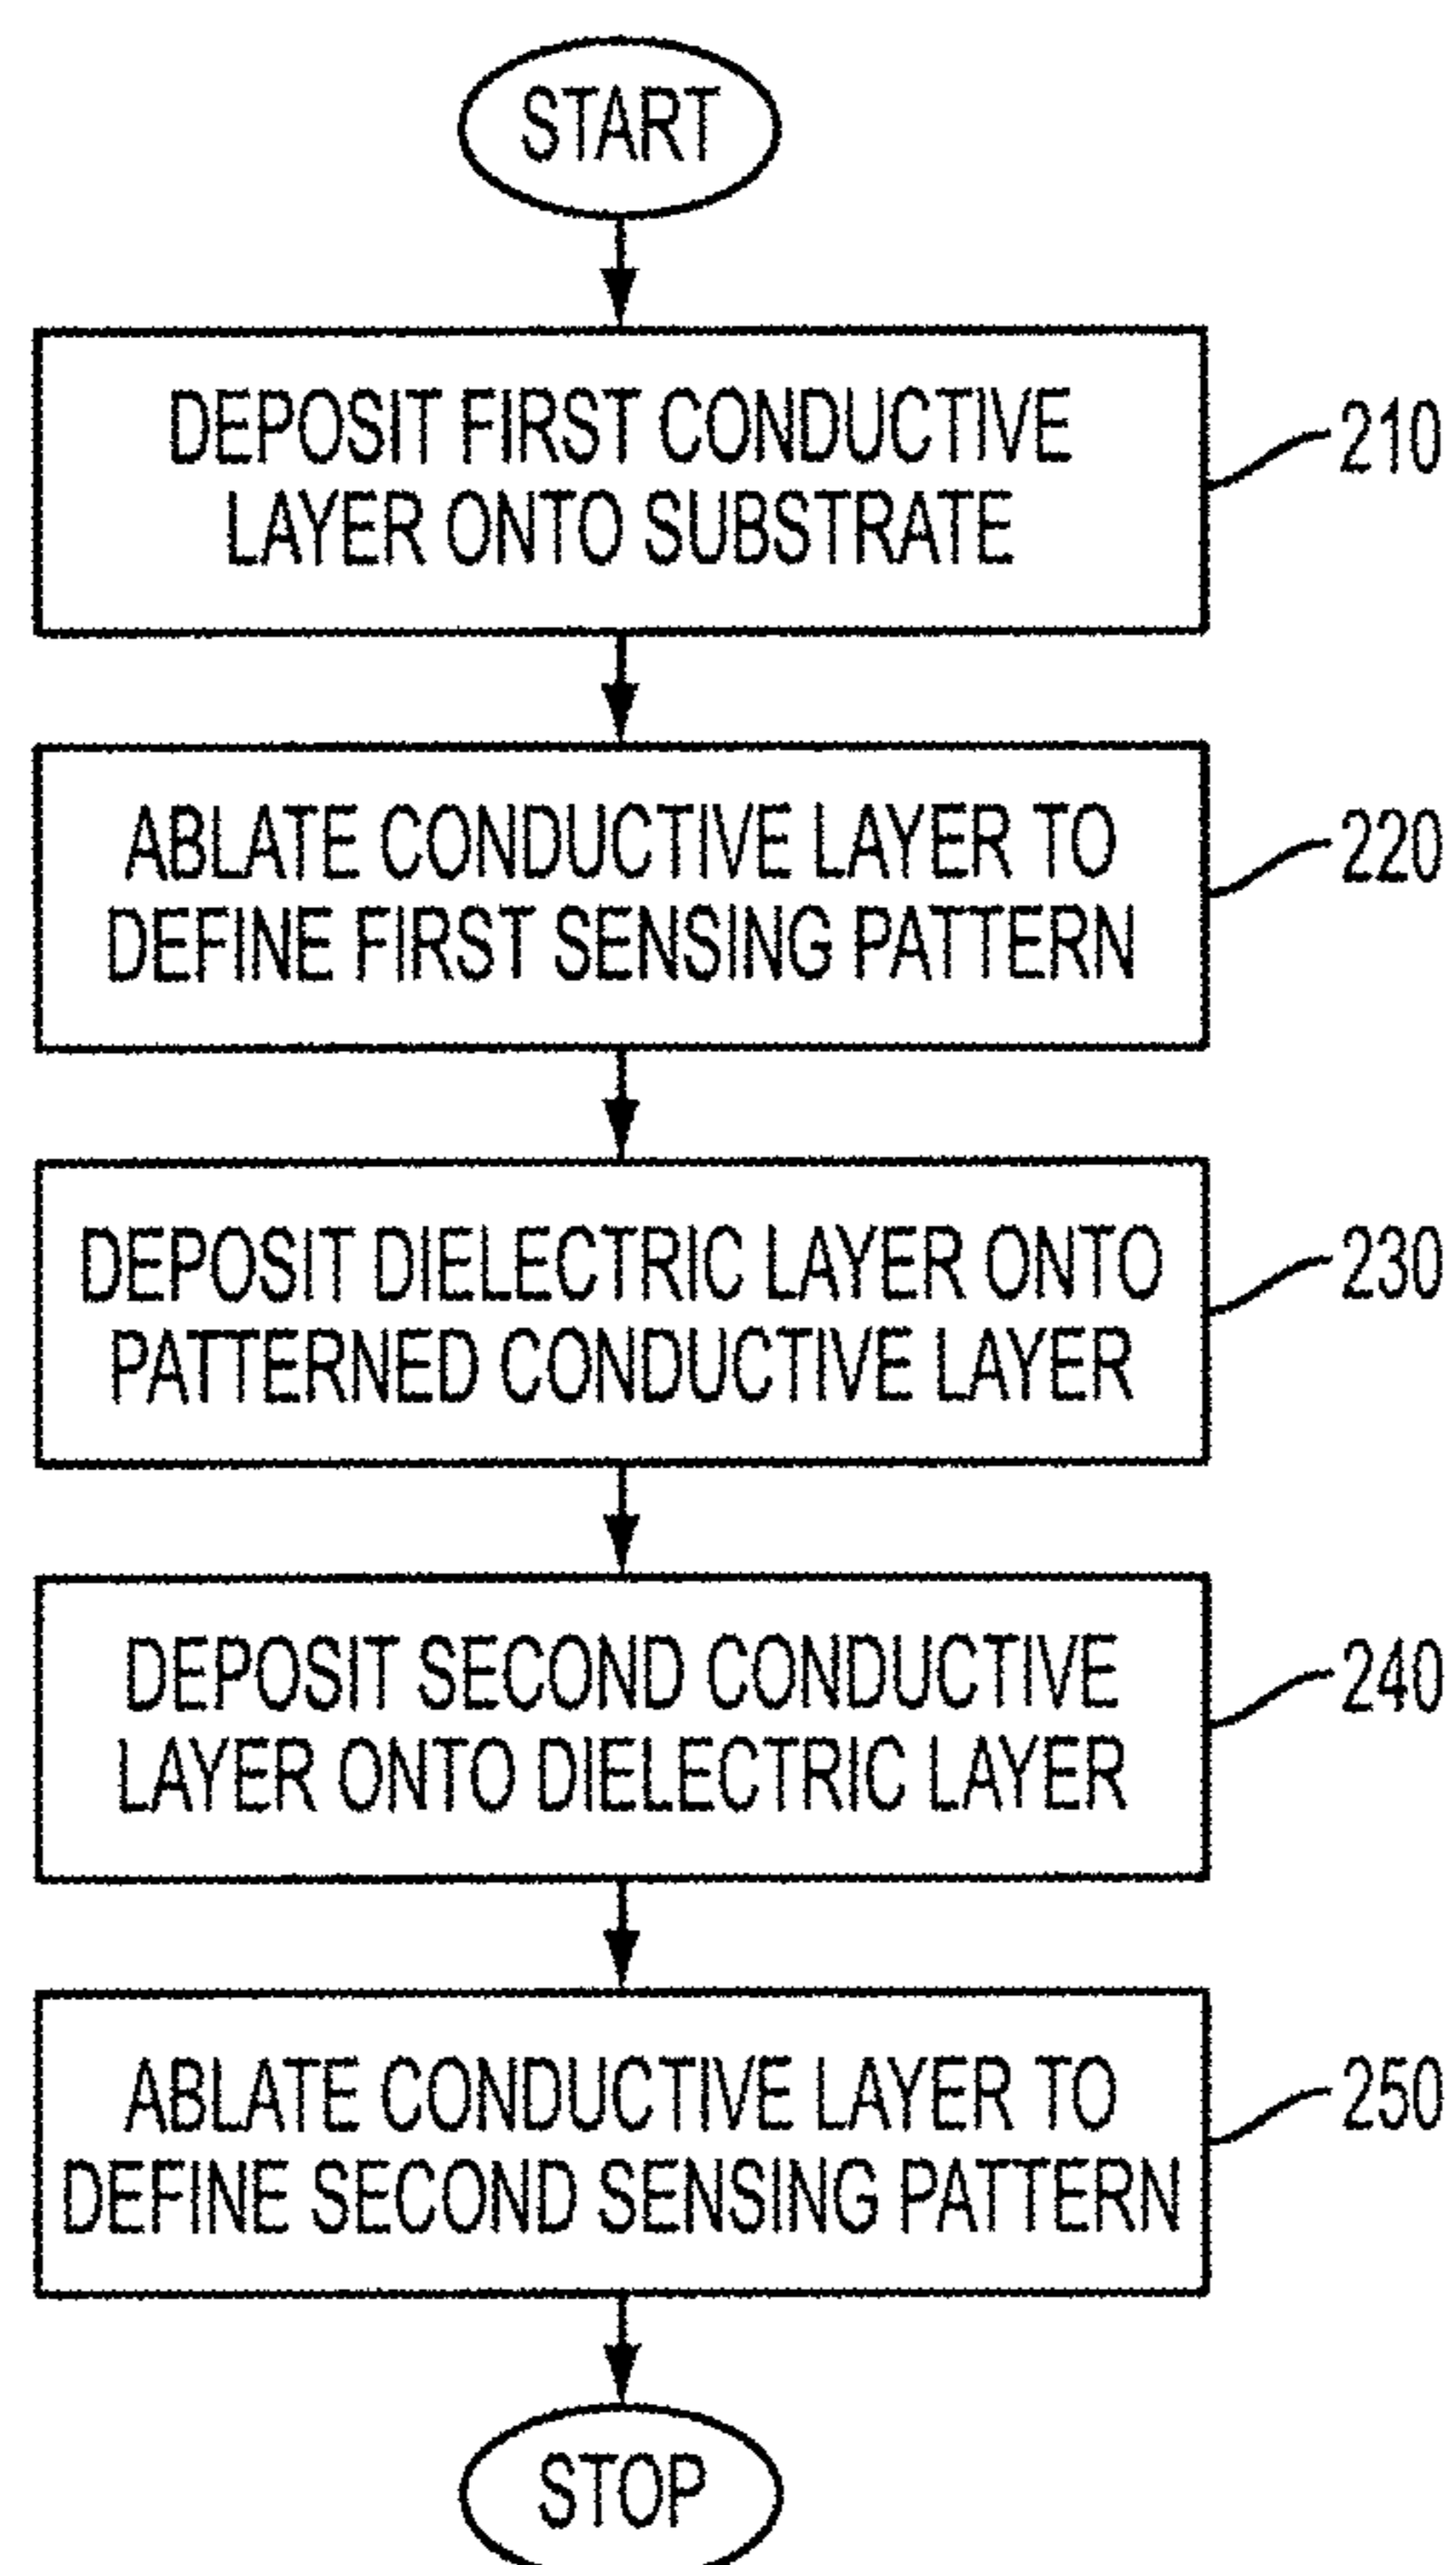 START
DEPOSIT FIRST CONDUCTIVE
LAYER ONTO SUBSTRATE
210
ABLATE CONDUCTIVE LAYER TO
DEFINE FIRST SENSING PATTERN
220
DEPOSIT DIELECTRIC LAYER ONTO
PATTERNED CONDUCTIVE LAYER
230
DEPOSIT SECOND CONDUCTIVE
LAYER ONTO DIELECTRIC LAYER
240
ABLATE CONDUCTIVE LAYER TO
DEFINE SECOND SENSING PATTERN
250
STOP